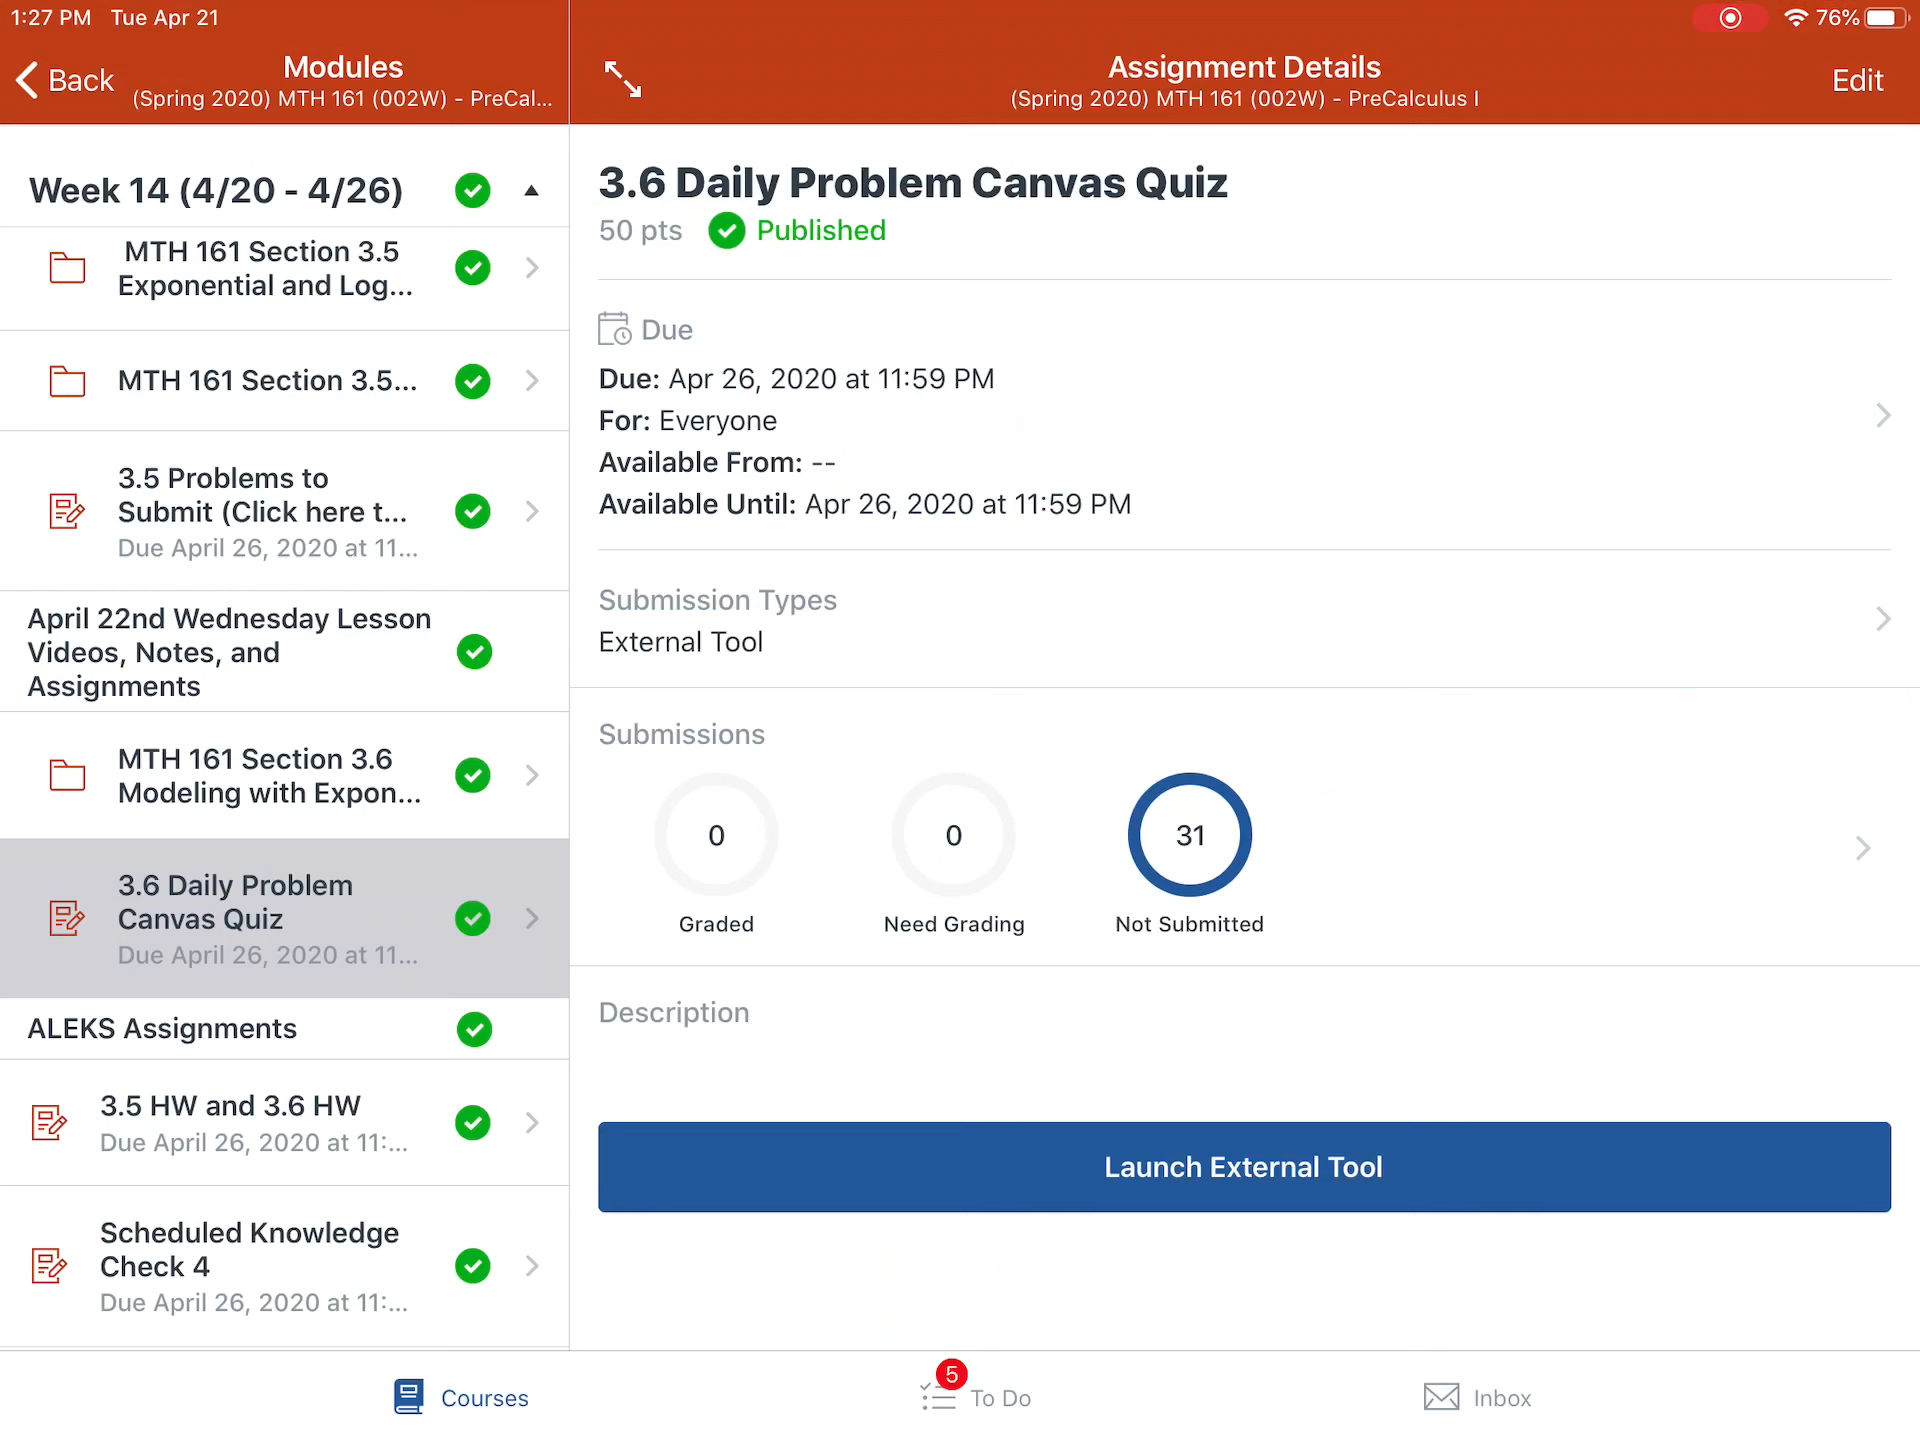 1:27 PM Tue Apr 21
76%
Back
Modules
(Spring 2020) MTH 161 (002W) - PreCal...
Assignment Details
(Spring 2020) MTH 161 (002W) - PreCalculus I
Edit
Week 14 (4/20 - 4/26)
MTH 161 Section 3.5
Exponential and Log...
MTH 161 Section 3.5...
3.5 Problems to
Submit (Click here t...
Due April 26, 2020 at 11...
April 22nd Wednesday Lesson
Videos, Notes, and
Assignments
MTH 161 Section 3.6
Modeling with Expon...
3.6 Daily Problem
Canvas Quiz
Due April 26, 2020 at 11...
ALEKS Assignments
3.5 HW and 3.6 HW
Due April 26, 2020 at 11:...
Scheduled Knowledge
Check 4
Due April 26, 2020 at 11:...
3.6 Daily Problem Canvas Quiz
50 pts Published
Due
Due: Apr 26, 2020 at 11:59 PM
For: Everyone
Available From: --
Available Until: Apr 26, 2020 at 11:59 PM
Submission Types
External Tool
Submissions
0 0 31
Graded Need Grading Not Submitted
Description
Launch External Tool
Courses
5
To Do
Inbox